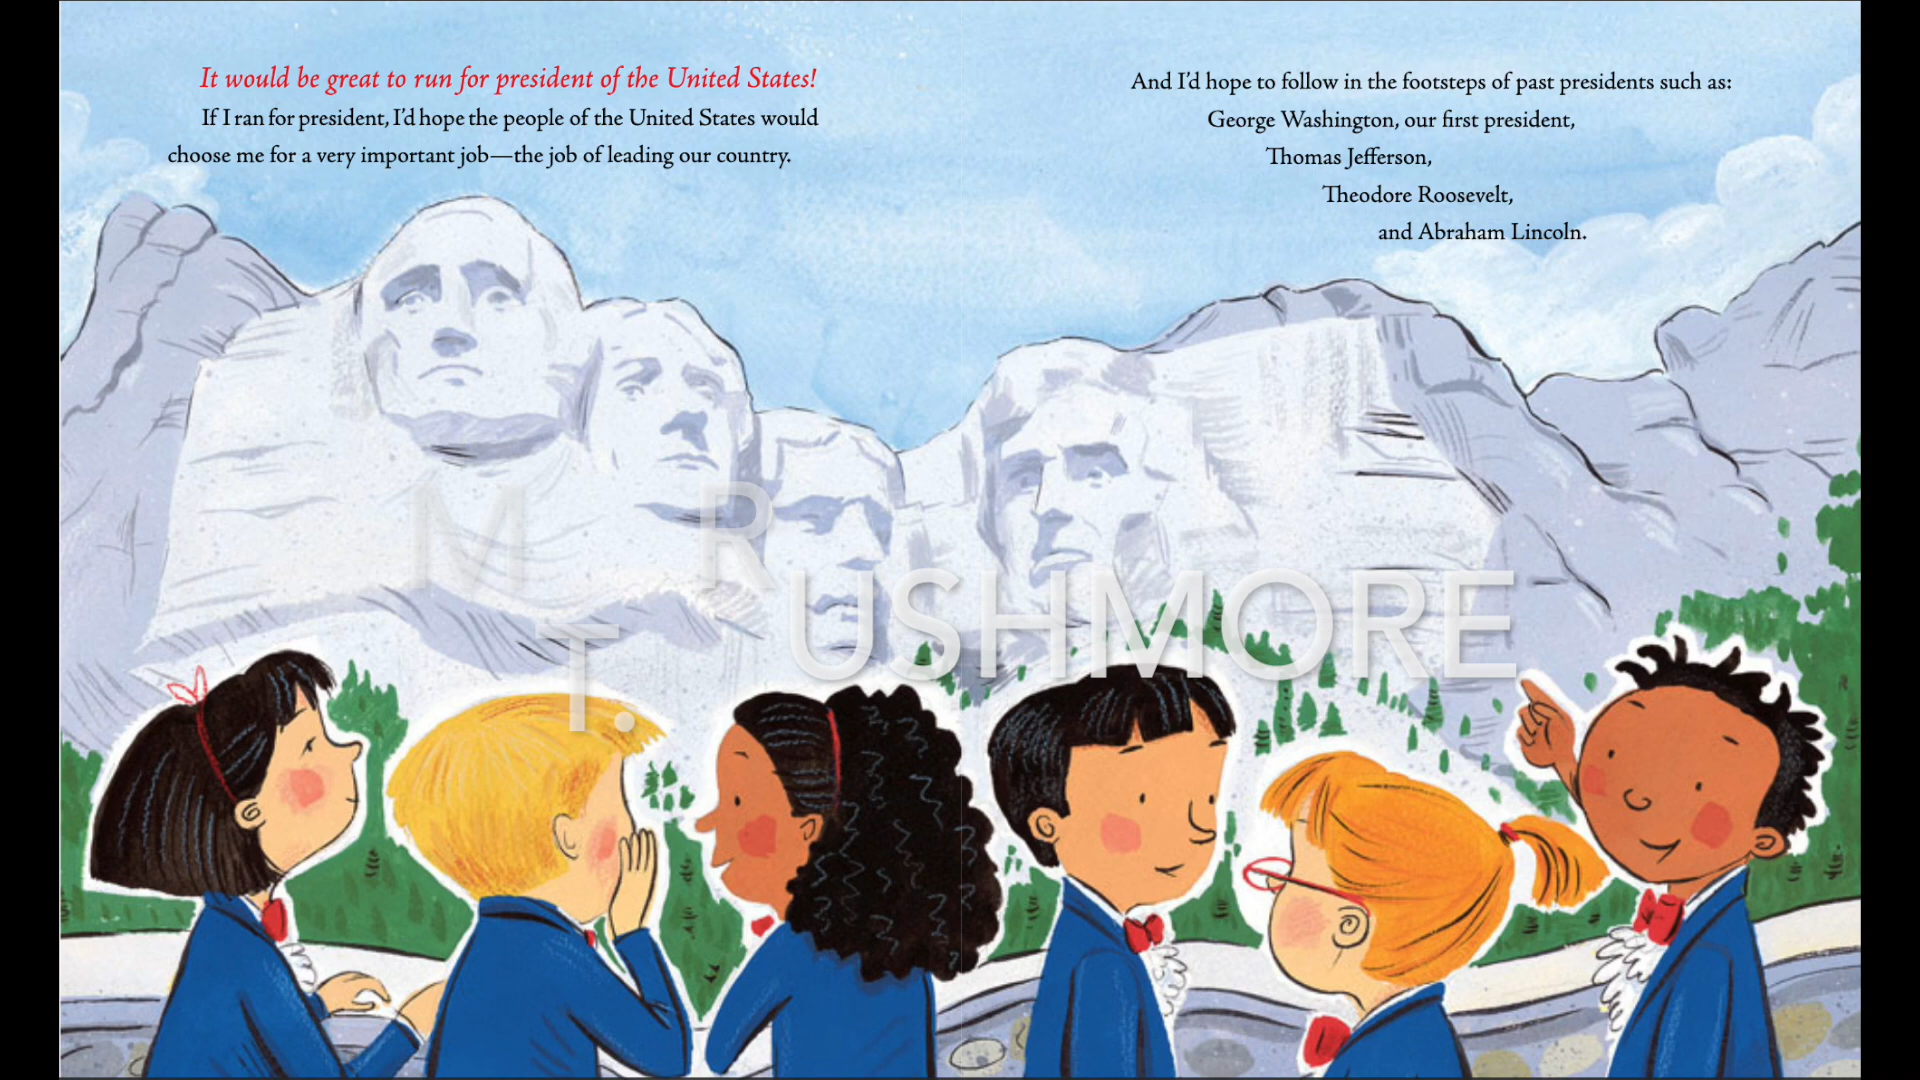 It would be great to run for president of the United States!
If I ran for president, I'd hope the people of the United States would
choose me for a very important job—the job of leading our country.
And I'd hope to follow in the footsteps of past presidents such as:
George Washington, our first president,
Thomas Jefferson,
Theodore Roosevelt,
and Abraham Lincoln.
MT. RUSHMORE